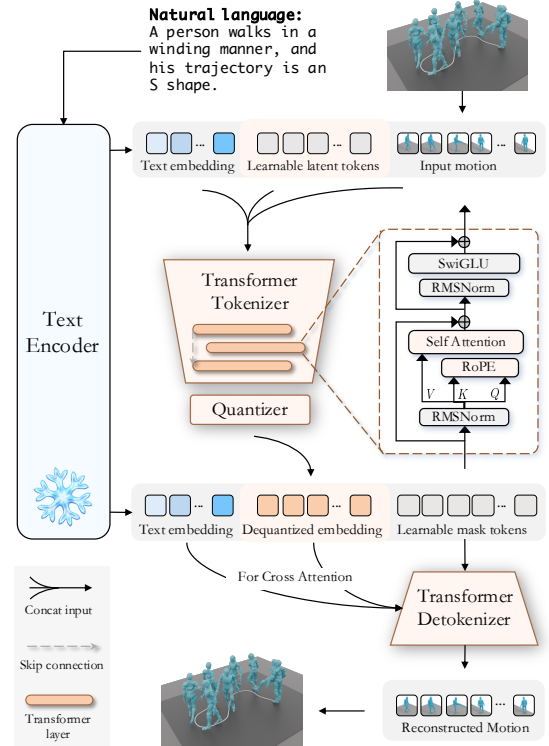 Natural language:
A person walks in a
winding manner, and
his trajectory is an
S shape.
Text embedding
Learnable latent tokens
Input motion
Text
Encoder
Transformer
Tokenizer
Quantizer
SwiGLU
RMSNorm
Self Attention
RoPE
V K Q
RMSNorm
Text embedding
Dequantized embedding
Learnable mask tokens
For Cross Attention
Transformer
Detokenizer
Concat input
Skip connection
Transformer
layer
Reconstructed Motion